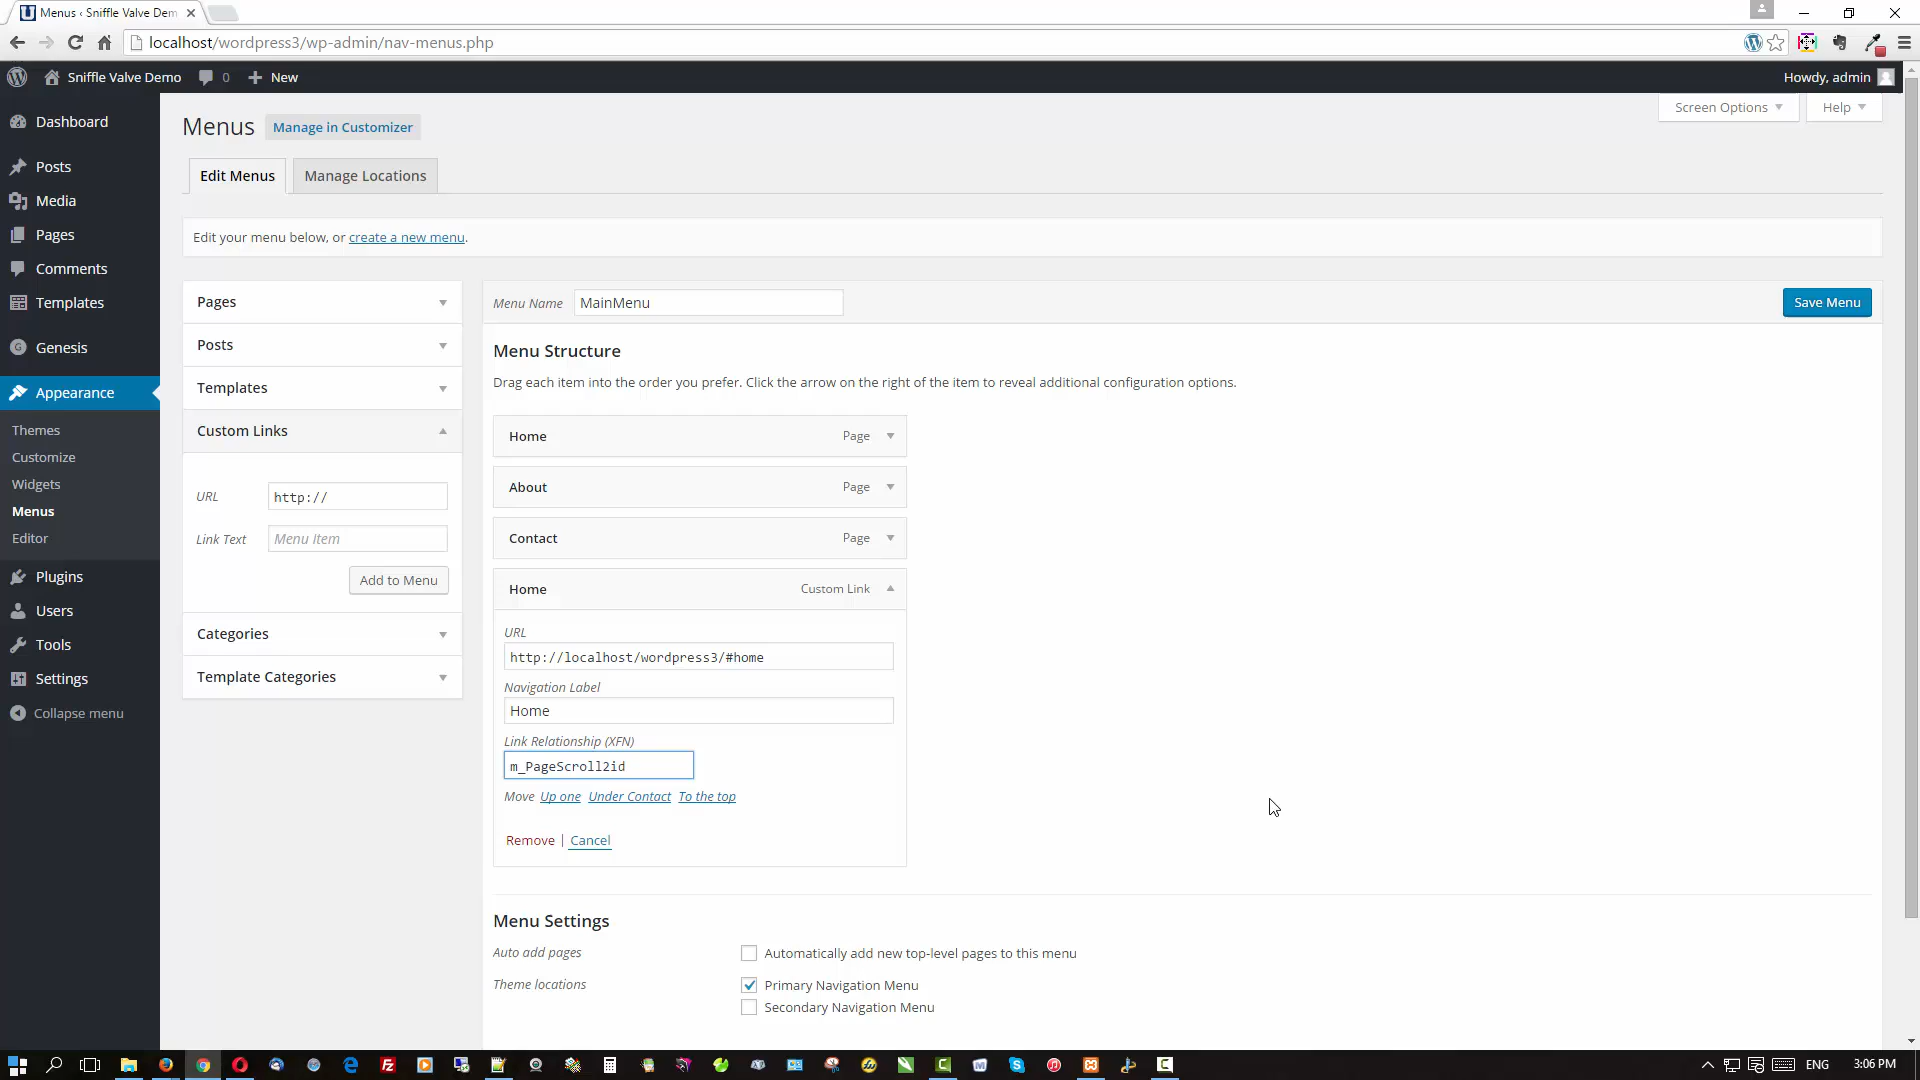 Menus ‹ Sniffle Valve Dem
localhost/wordpress3/wp-admin/nav-menus.php
Sniffle Valve Demo 0 New Howdy, admin
Screen Options Help
Menus Manage in Customizer
Edit Menus Manage Locations
Edit your menu below, or create a new menu.
Dashboard
Posts
Media
Pages
Comments
Templates
Genesis
Appearance
Themes
Customize
Widgets
Menus
Editor
Plugins
Users
Tools
Settings
Collapse menu
Pages
Posts
Templates
Custom Links
URL http://
Link Text Menu Item
Add to Menu
Categories
Template Categories
Menu Name MainMenu Save Menu
Menu Structure
Drag each item into the order you prefer. Click the arrow on the right of the item to reveal additional configuration options.
Home Page
About Page
Contact Page
Home Custom Link
URL
http://localhost/wordpress3/#home
Navigation Label
Home
Link Relationship (XFN)
m_PageScroll2id
Move Up one Under Contact To the top
Remove | Cancel
Menu Settings
Auto add pages Automatically add new top-level pages to this menu
Theme locations Primary Navigation Menu
Secondary Navigation Menu
ENG 3:06 PM